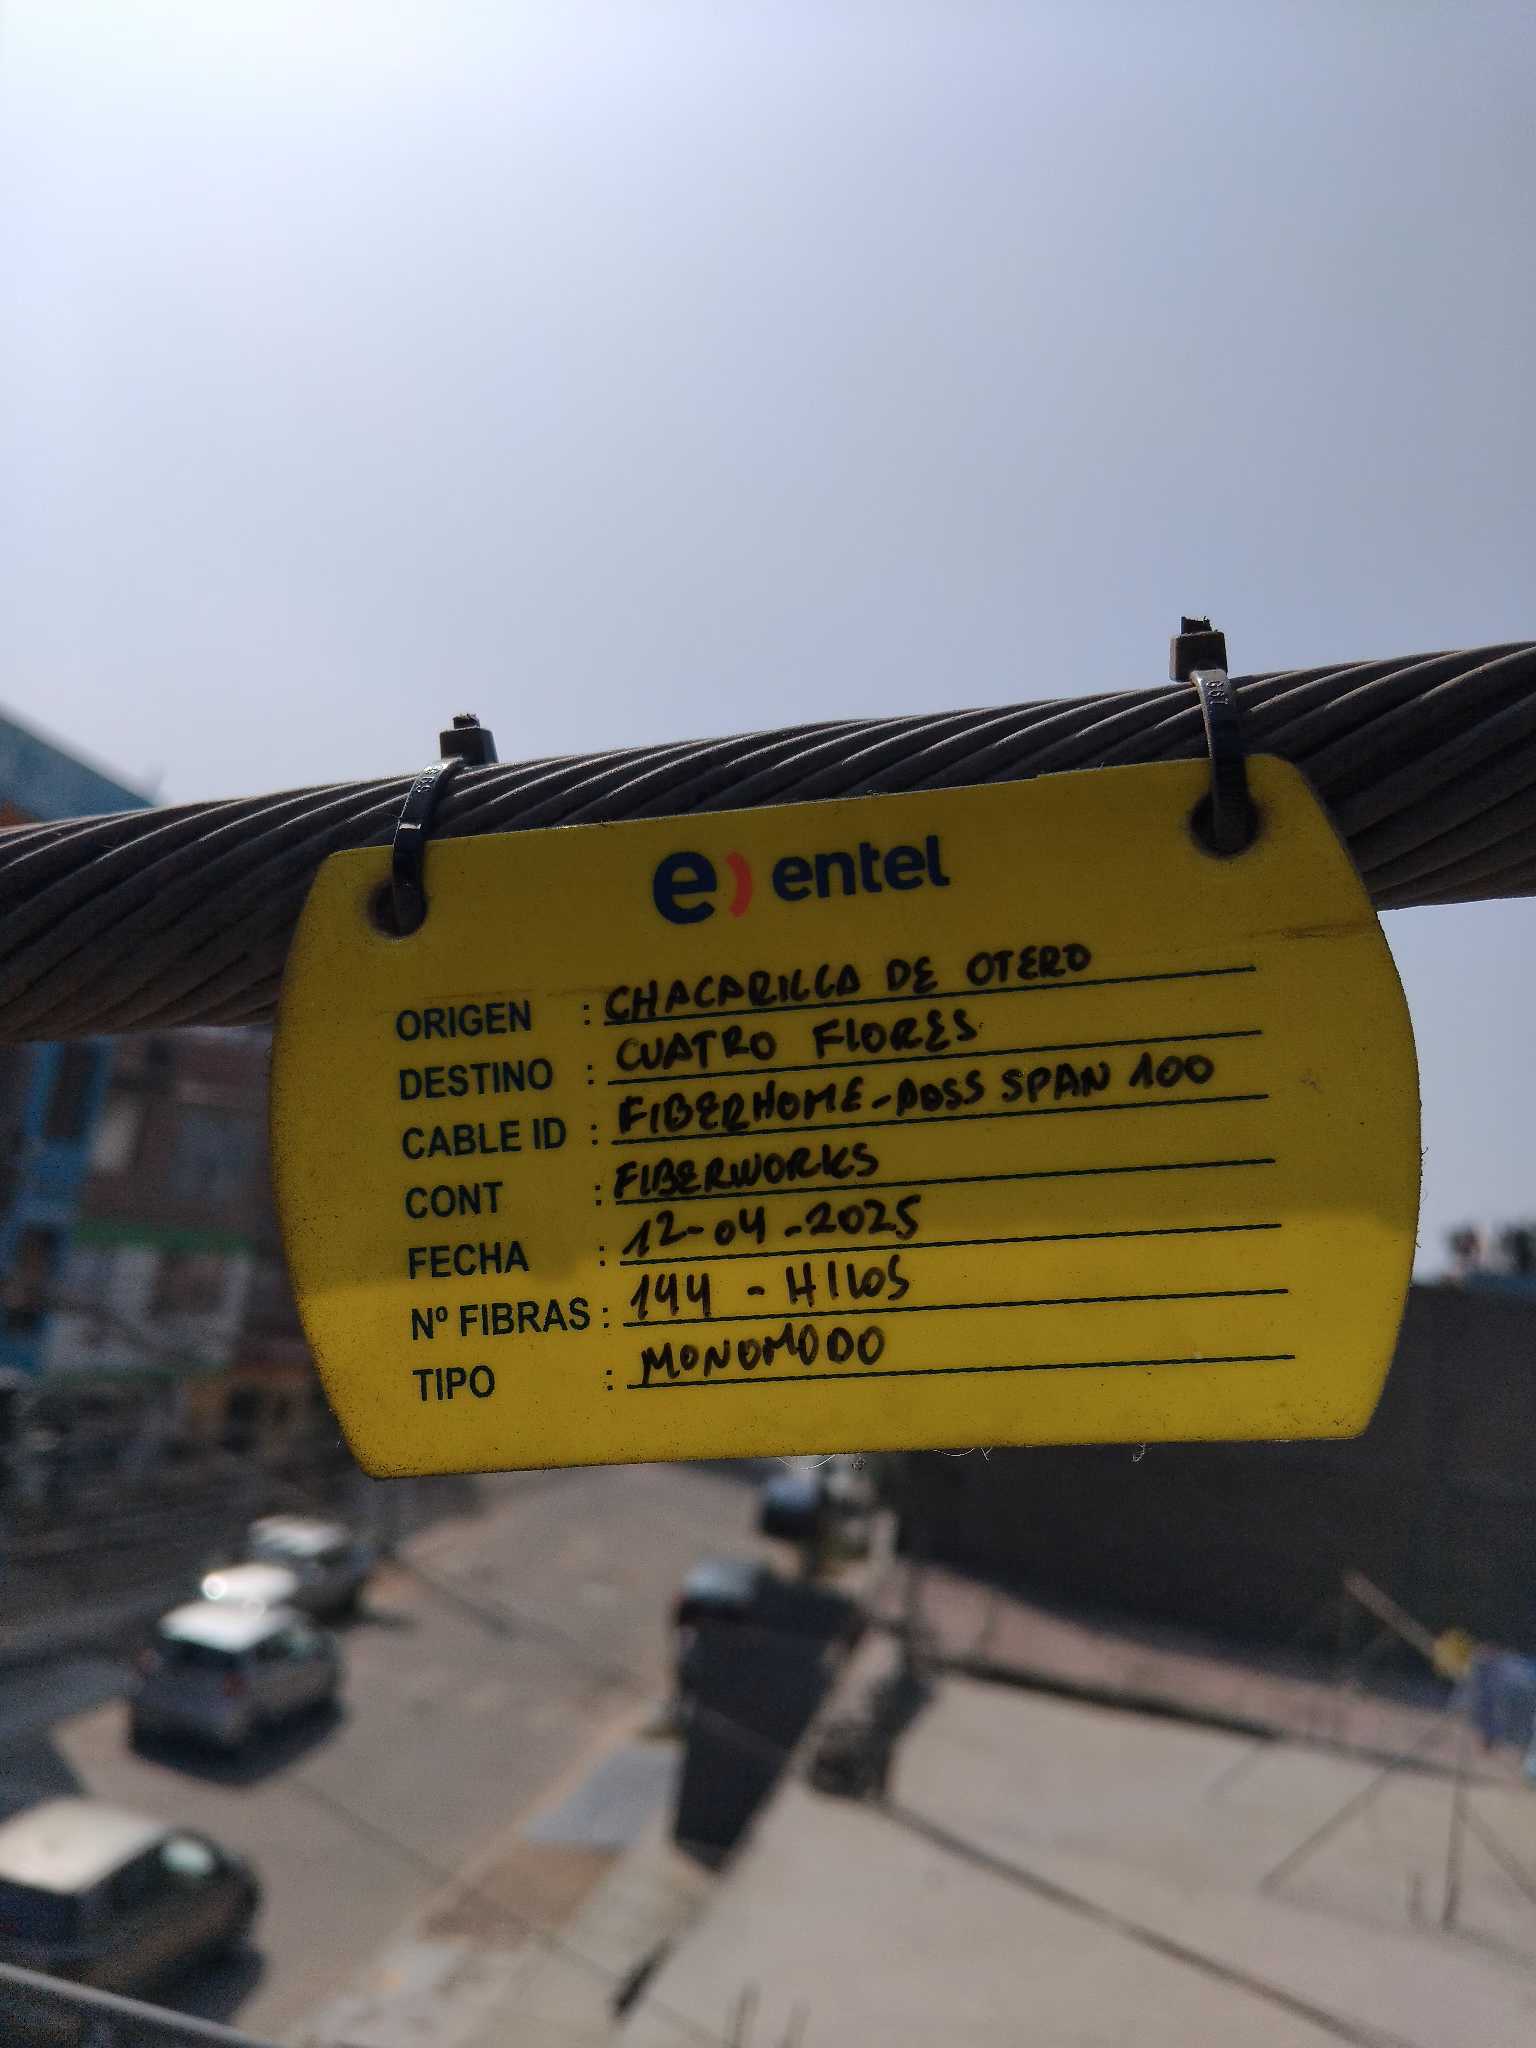 e) entel
ORIGEN : CHACARILLA DE OTERO
DESTINO : CUATRO FLORES
CABLE ID : FIBERHOME-ADSS SPAN 100
CONT : FIBERWORKS
FECHA : 12-04-2025
Nº FIBRAS : 144 - HILOS
TIPO : MONOMODO